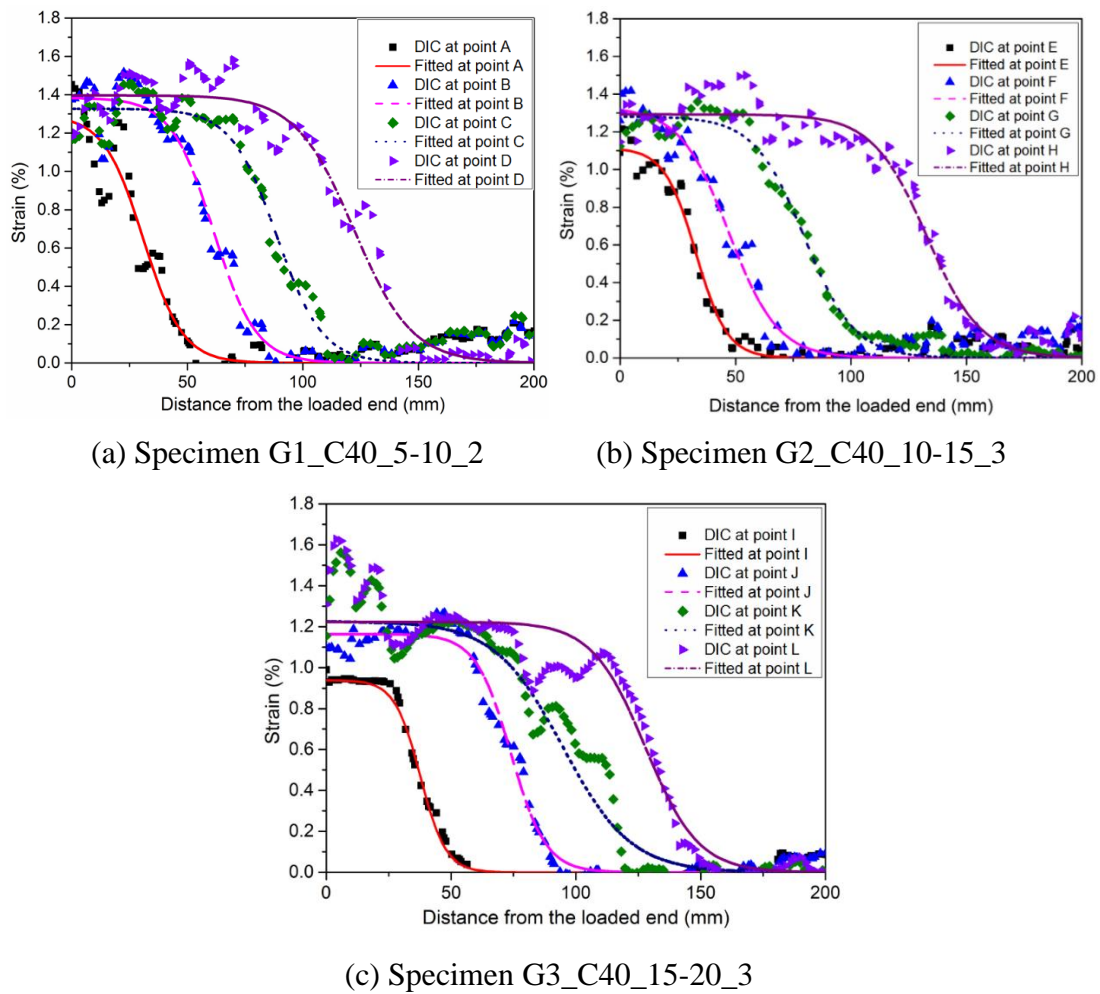 1.8
1.6
1.4
1.2
1.0
0.8
0.6
0.4
0.2
0.0
Strain (%)
0 50 100 150 200
Distance from the loaded end (mm)
DIC at point A
Fitted at point A
DIC at point B
Fitted at point B
DIC at point C
Fitted at point C
DIC at point D
Fitted at point D
(a) Specimen G1_C40_5-10_2
1.8
1.6
1.4
1.2
1.0
0.8
0.6
0.4
0.2
0.0
Strain (%)
0 25 50 75 100 125 150 175 200
Distance from the loaded end (mm)
DIC at point E
Fitted at point E
DIC at point F
Fitted at point F
DIC at point G
Fitted at point G
DIC at point H
Fitted at point H
(b) Specimen G2_C40_10-15_3
1.8
1.6
1.4
1.2
1.0
0.8
0.6
0.4
0.2
0.0
Strain (%)
0 50 100 150 200
Distance from the loaded end (mm)
DIC at point I
Fitted at point I
DIC at point J
Fitted at point J
DIC at point K
Fitted at point K
DIC at point L
Fitted at point L
(c) Specimen G3_C40_15-20_3